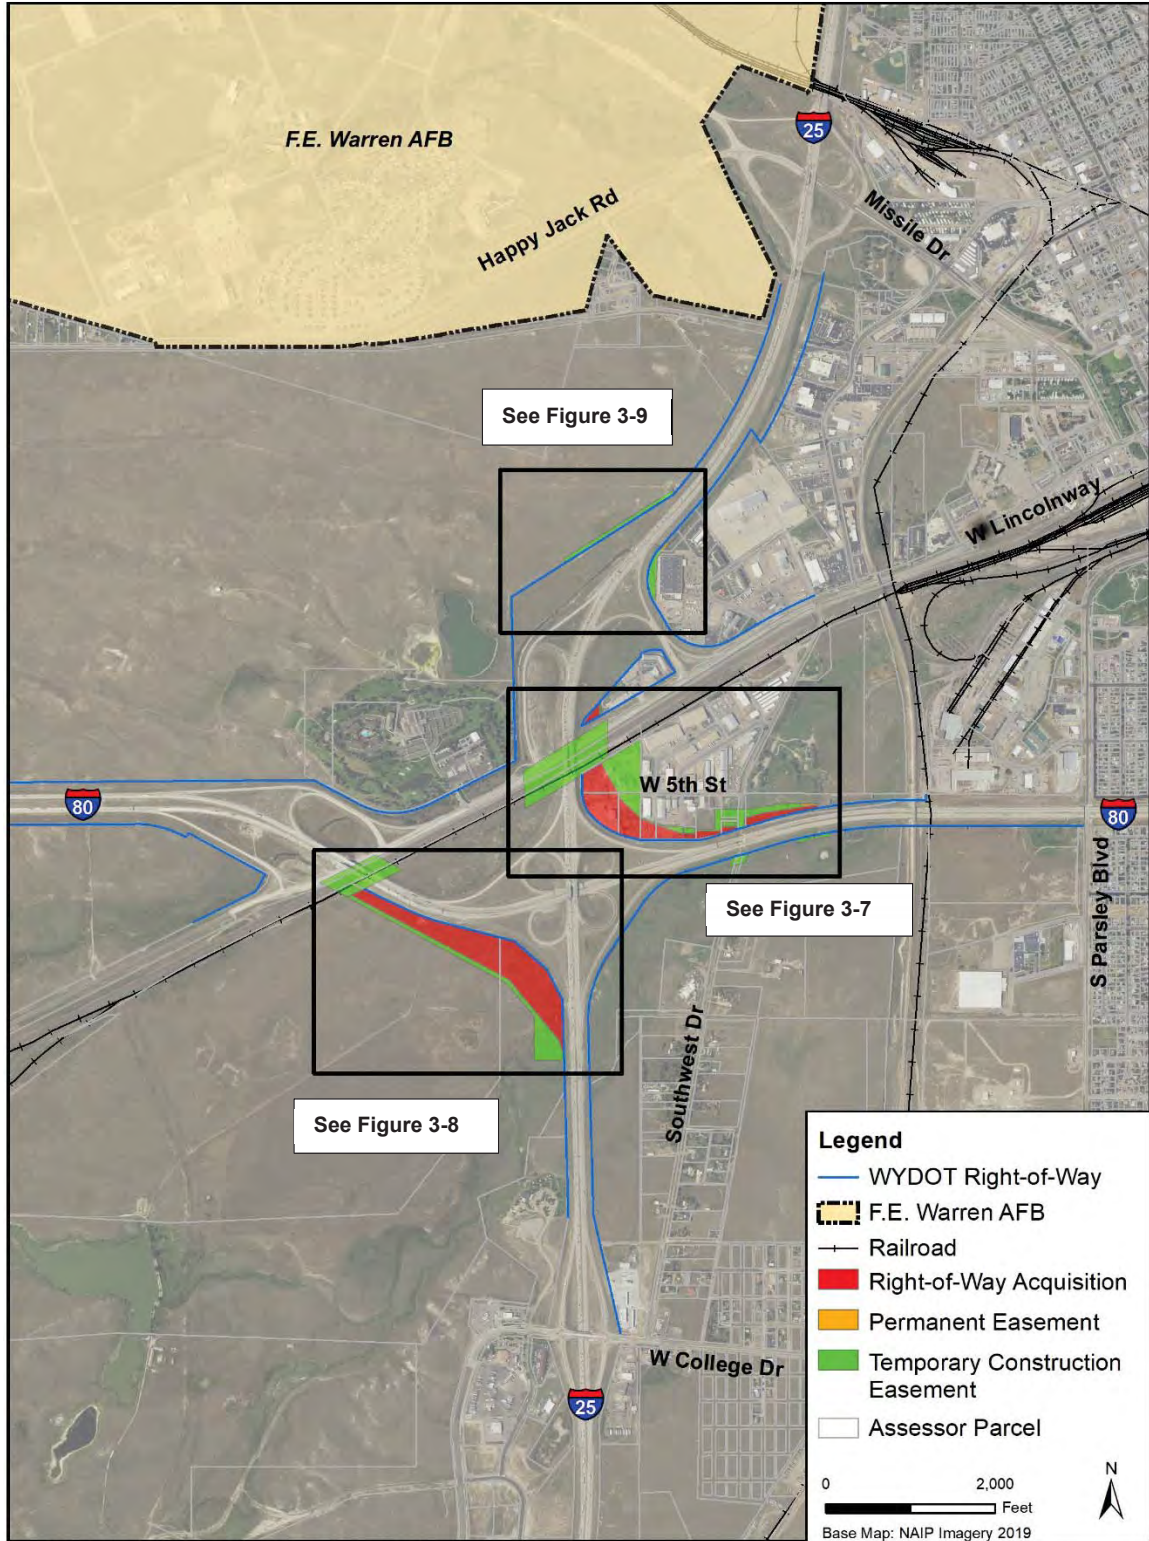 F.E. Warren AFB
25
Happy Jack Rd
Missile Dr
See Figure 3-9
W Lincolnway
W 5th St
80
80
See Figure 3-7
S Parsley Blvd
Southwest Dr
See Figure 3-8
W College Dr
25
Legend
WYDOT Right-of-Way
F.E. Warren AFB
Railroad
Right-of-Way Acquisition
Permanent Easement
Temporary Construction
Easement
Assessor Parcel
N
0 2,000
Feet
Base Map: NAIP Imagery 2019